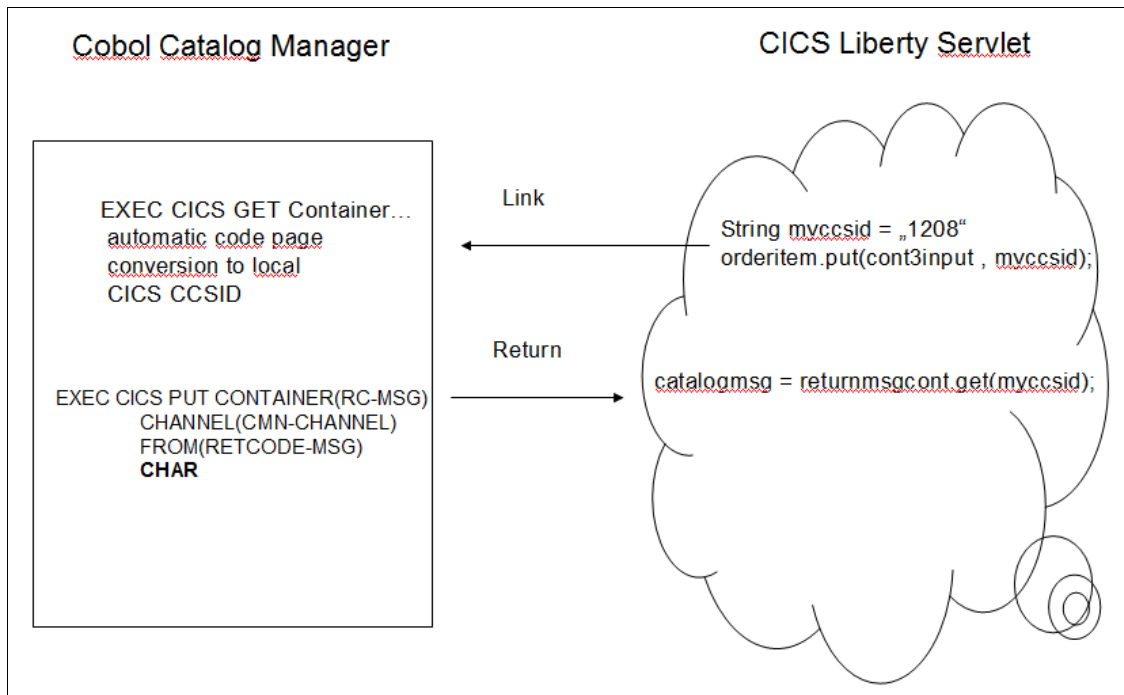 Cobol Catalog Manager
CICS Liberty Servlet
EXEC CICS GET Container…
automatic code page
conversion to local
CICS CCSID
Link
String myccsid = „1208“
orderitem.put(cont3input , myccsid);
Return
EXEC CICS PUT CONTAINER(RC-MSG)
CHANNEL(CMN-CHANNEL)
FROM(RETCODE-MSG)
CHAR
catalogmsg = returnmsgcont.get(myccsid);